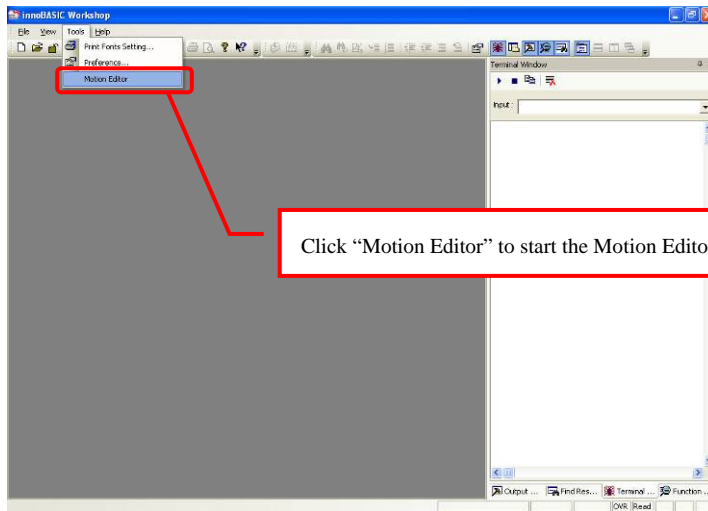 innoBASIC Workshop
File View Tools Help
Print Fonts Setting...
Preference...
Motion Editor
Terminal Window
Input :
Click “Motion Editor” to start the Motion Edito
Output ... Find Res... Terminal ... Function ...
OVR Read